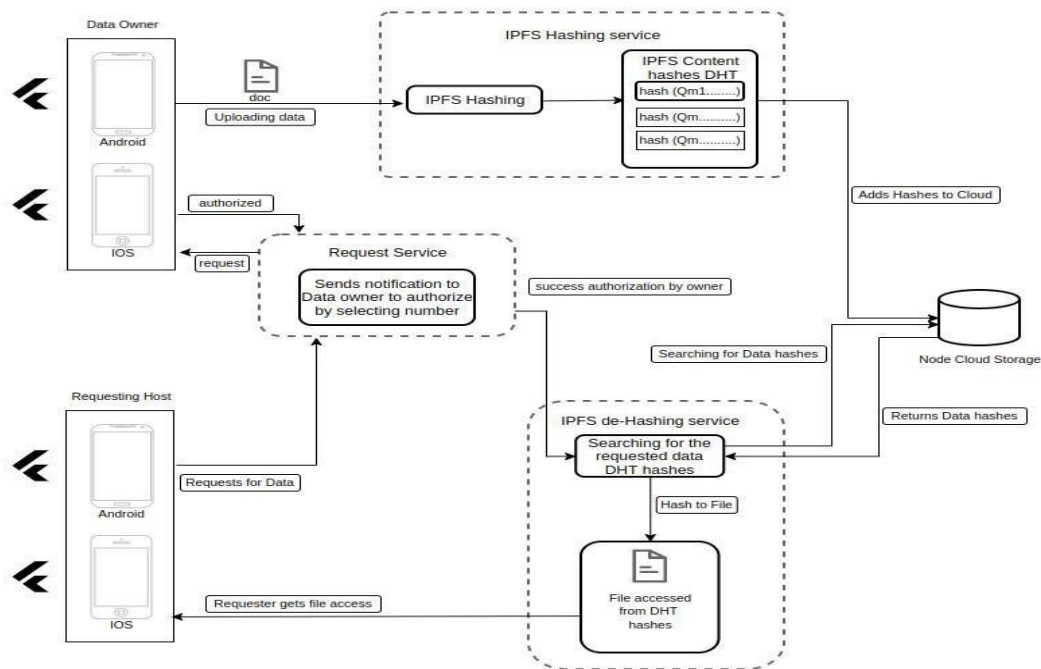 Data Owner
Android
IOS
doc
Uploading data
IPFS Hashing service
IPFS Hashing
IPFS Content
hashes DHT
hash (Qm1........)
hash (Qm..........)
hash (Qm.........)
Adds Hashes to Cloud
authorized
request
Request Service
Sends notification to
Data owner to authorize
by selecting number
success authorization by owner
Searching for Data hashes
Node Cloud Storage
Returns Data hashes
Requesting Host
Android
IOS
Requests for Data
IPFS de-Hashing service
Searching for the
requested data
DHT hashes
Hash to File
File accessed
from DHT
hashes
Requester gets file access